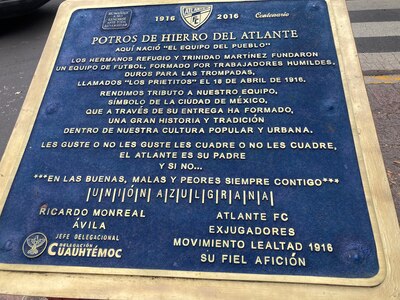 1916 ATLANTE 2016 Centenario
POTROS DE HIERRO DEL ATLANTE
AQUÍ NACIÓ "EL EQUIPO DEL PUEBLO"
LOS HERMANOS REFUGIO Y TRINIDAD MARTÍNEZ FUNDARON
UN EQUIPO DE FUTBOL, FORMADO POR TRABAJADORES HUMILDES.
DUROS PARA LAS TROMPADAS,
LLAMADOS "LOS PRIETITOS" EL 18 DE ABRIL DE 1916.
RENDIMOS TRIBUTO A NUESTRO EQUIPO,
SÍMBOLO DE LA CIUDAD DE MÉXICO,
QUE A TRAVÉS DE SU ENTREGA HA FORMADO,
UNA GRAN HISTORIA Y TRADICIÓN
DENTRO DE NUESTRA CULTURA POPULAR Y URBANA.
LES GUSTE O NO LES GUSTE LES CUADRE O NO LES CUADRE,
EL ATLANTE ES SU PADRE
Y SI NO...
***EN LAS BUENAS, MALAS Y PEORES SIEMPRE CONTIGO***
|U|N|I|Ó|N| |A|Z|U|L|G|R|A|N|A|
RICARDO MONREAL
ÁVILA
JEFE DELEGACIONAL
DELEGACIÓN
CUAUHTÉMOC
ATLANTE FC
EXJUGADORES
MOVIMIENTO LEALTAD 1916
SU FIEL AFICIÓN